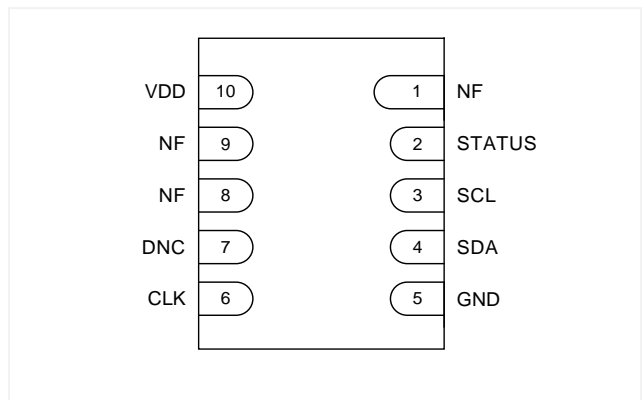 VDD 10 1 NF
NF 9 2 STATUS
NF 8 3 SCL
DNC 7 4 SDA
CLK 6 5 GND